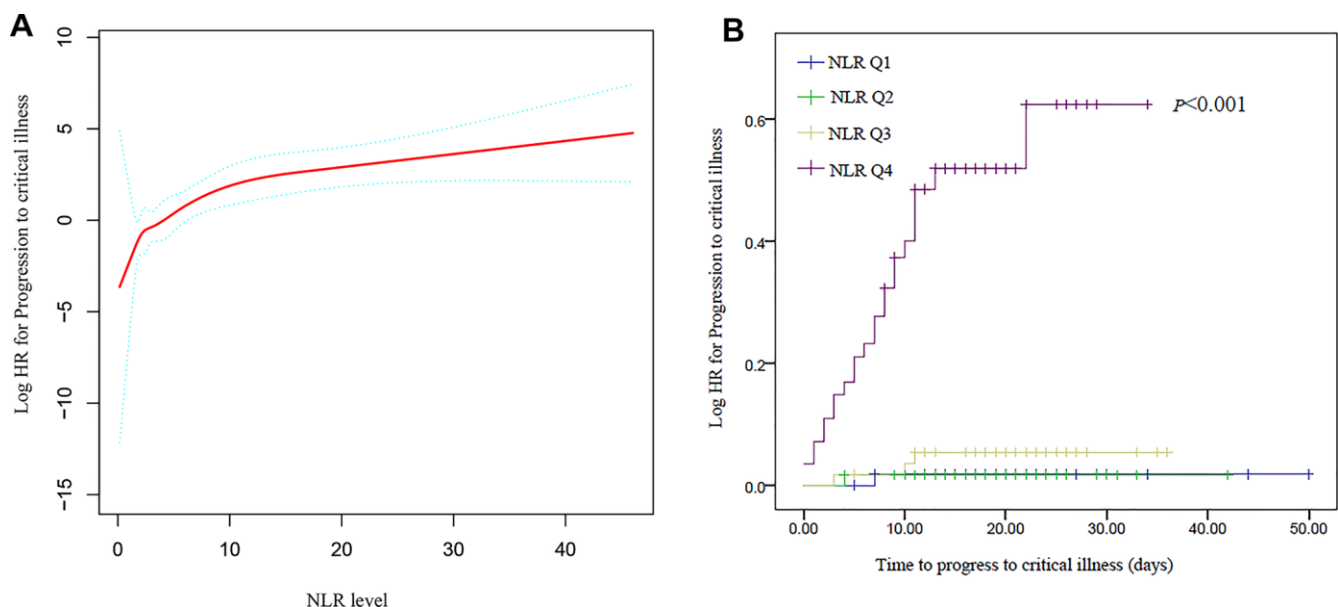 A
Log HR for Progression to critical illness
10
5
0
−5
−10
−15
0 10 20 30 40
NLR level
B
NLR Q1
NLR Q2
NLR Q3
NLR Q4
P<0.001
Log HR for Progression to critical illness
0.6
0.4
0.2
0.0
0.00 10.00 20.00 30.00 40.00 50.00
Time to progress to critical illness (days)